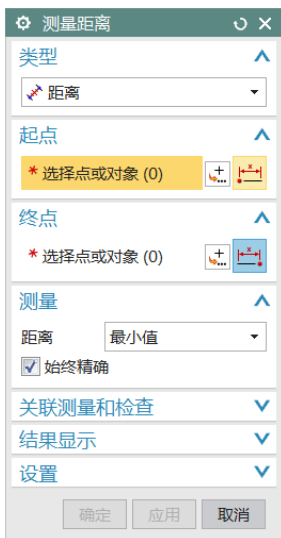 测量距离
类型
距离
起点
* 选择点或对象 (0)
终点
* 选择点或对象 (0)
测量
距离 最小值
始终精确
关联测量和检查
结果显示
设置
确定 应用 取消